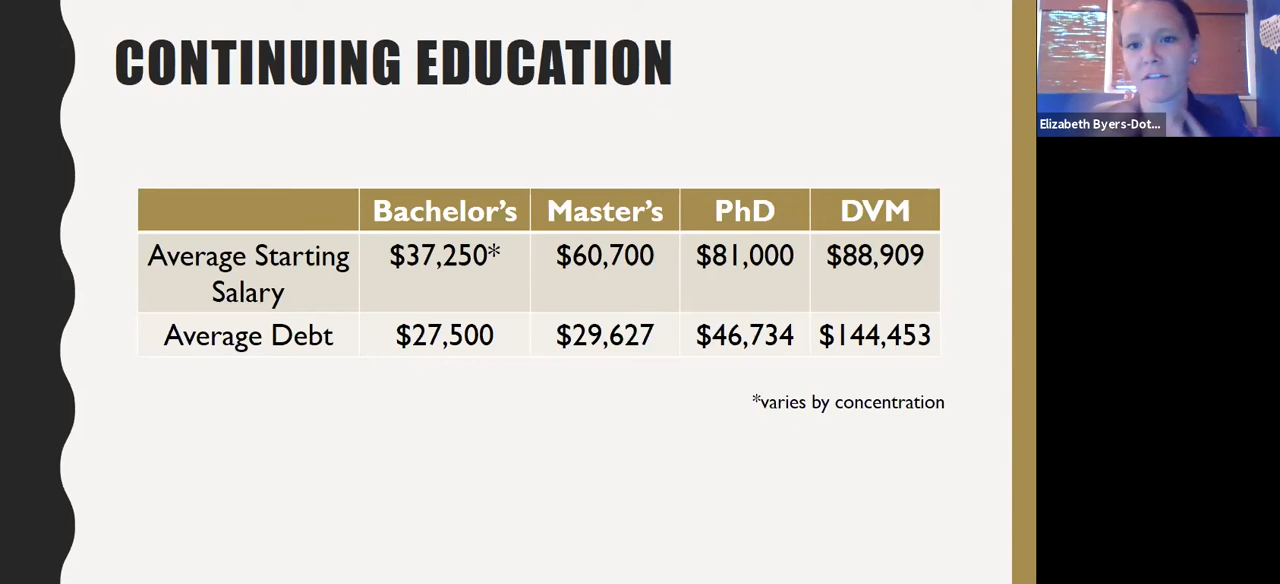 CONTINUING EDUCATION
Elizabeth Byers-Dot...
Bachelor's Master's PhD DVM
Average Starting Salary $37,250* $60,700 $81,000 $88,909
Average Debt $27,500 $29,627 $46,734 $144,453
*varies by concentration